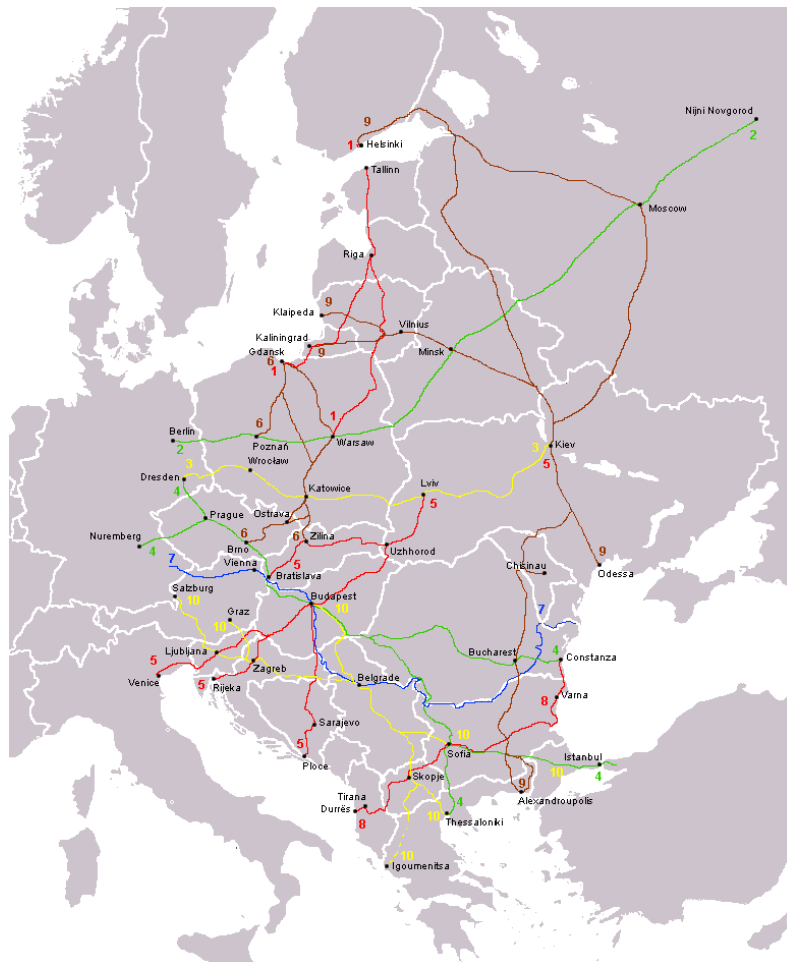 Nijni Novgorod
9
2
1
Helsinki
Tallinn
Moscow
Riga
Klaipeda
9
Vilnius
Kaliningrad
Minsk
9
Gdansk
6
1
1
Berlin
6
Warsaw
3
Kiev
2
Poznań
5
Wrocław
3
Dresden
4
Katowice
Lviv
5
Prague
Ostrava
Nuremberg
4
6
Brno
6
Zilina
Uzhhorod
7
Vienna
5
Bratislava
Chisinau
9
Odessa
Salzburg
10
Budapest
10
7
Graz
10
Ljubljana
Bucharest
4
Constanza
5
Zagreb
Venice
5
Rijeka
Belgrade
8
Varna
Sarajevo
5
Ploce
10
Sofia
Istanbul
10
4
Skopje
9
Alexandroupolis
Tirana
Durrës
8
4
10
Thessaloniki
10
Igoumenitsa